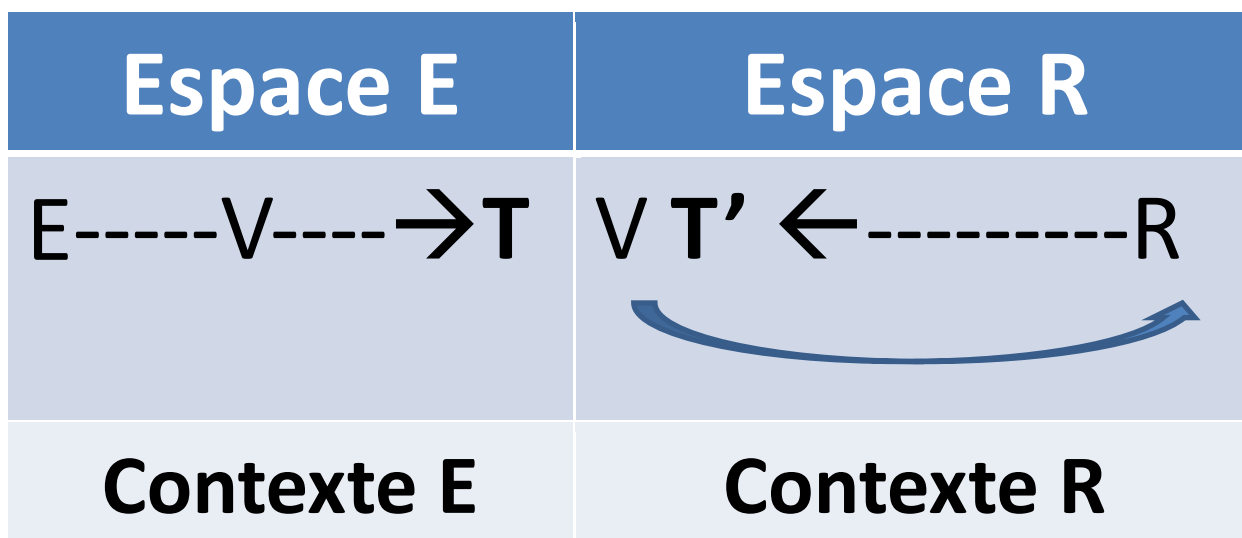 Espace E
Espace R
E-----V----→T
V T’ ←---------R
Contexte E
Contexte R